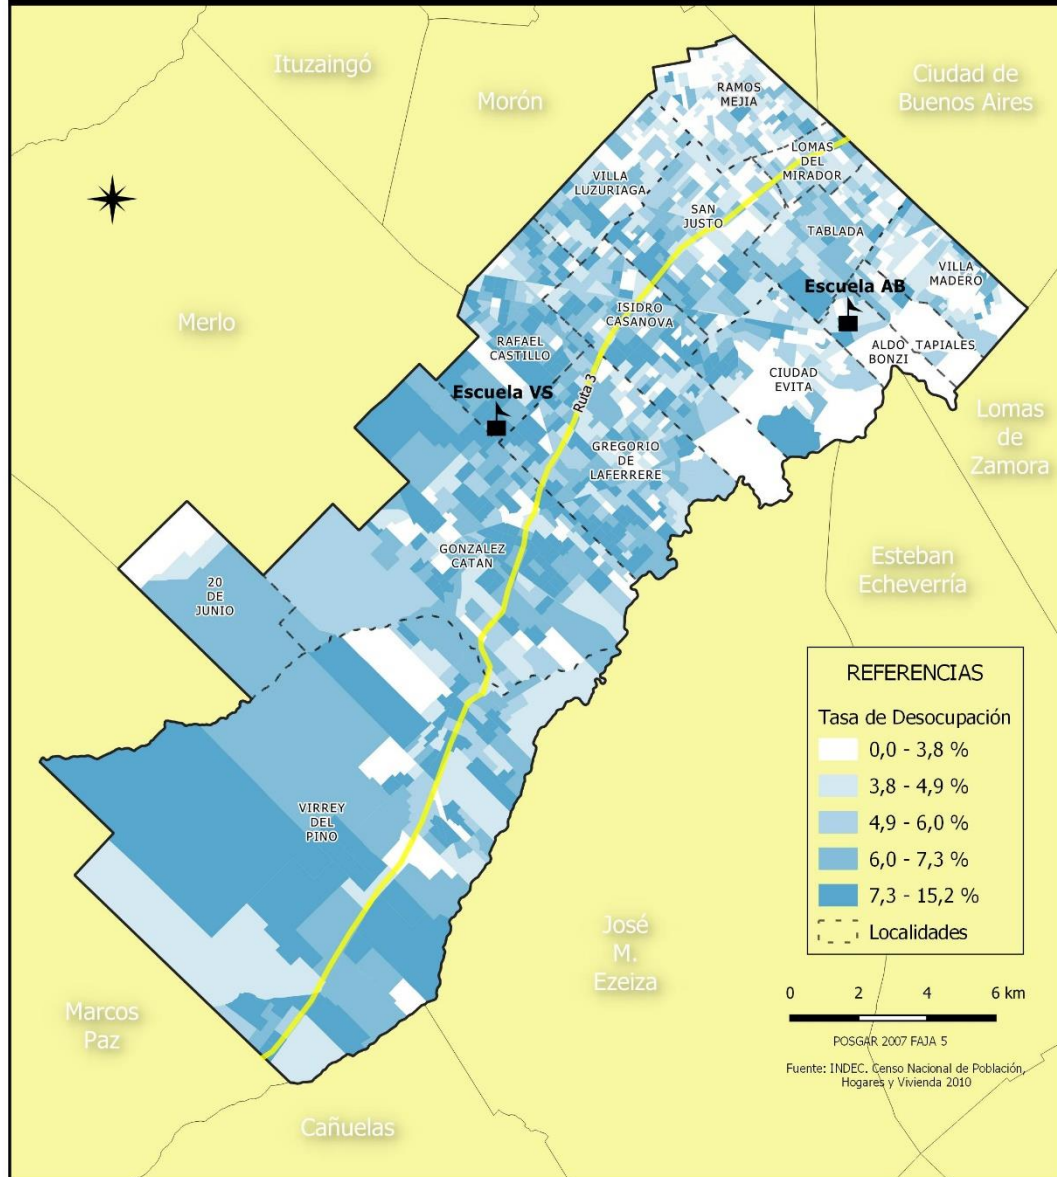 Ituzaingó
Morón
Ciudad de
Buenos Aires
RAMOS
MEJIA
LOMAS
DEL
MIRADOR
VILLA
LUZURIAGA
SAN
JUSTO
TABLADA
VILLA
MADERO
Escuela AB
Merlo
ISIDRO
CASANOVA
RAFAEL
CASTILLO
ALDO
BONZI
TAPIALES
CIUDAD
EVITA
Escuela VS
Ruta 3
Lomas
de
Zamora
GREGORIO
DE
LAFERRERE
GONZALEZ
CATAN
Esteban
Echeverría
20
DE
JUNIO
VIRREY
DEL
PINO
José
M.
Ezeiza
Marcos
Paz
Cañuelas
REFERENCIAS
Tasa de Desocupación
0,0 - 3,8 %
3,8 - 4,9 %
4,9 - 6,0 %
6,0 - 7,3 %
7,3 - 15,2 %
Localidades
0 2 4 6 km
POSGAR 2007 FAJA 5
Fuente: INDEC. Censo Nacional de Población,
Hogares y Vivienda 2010